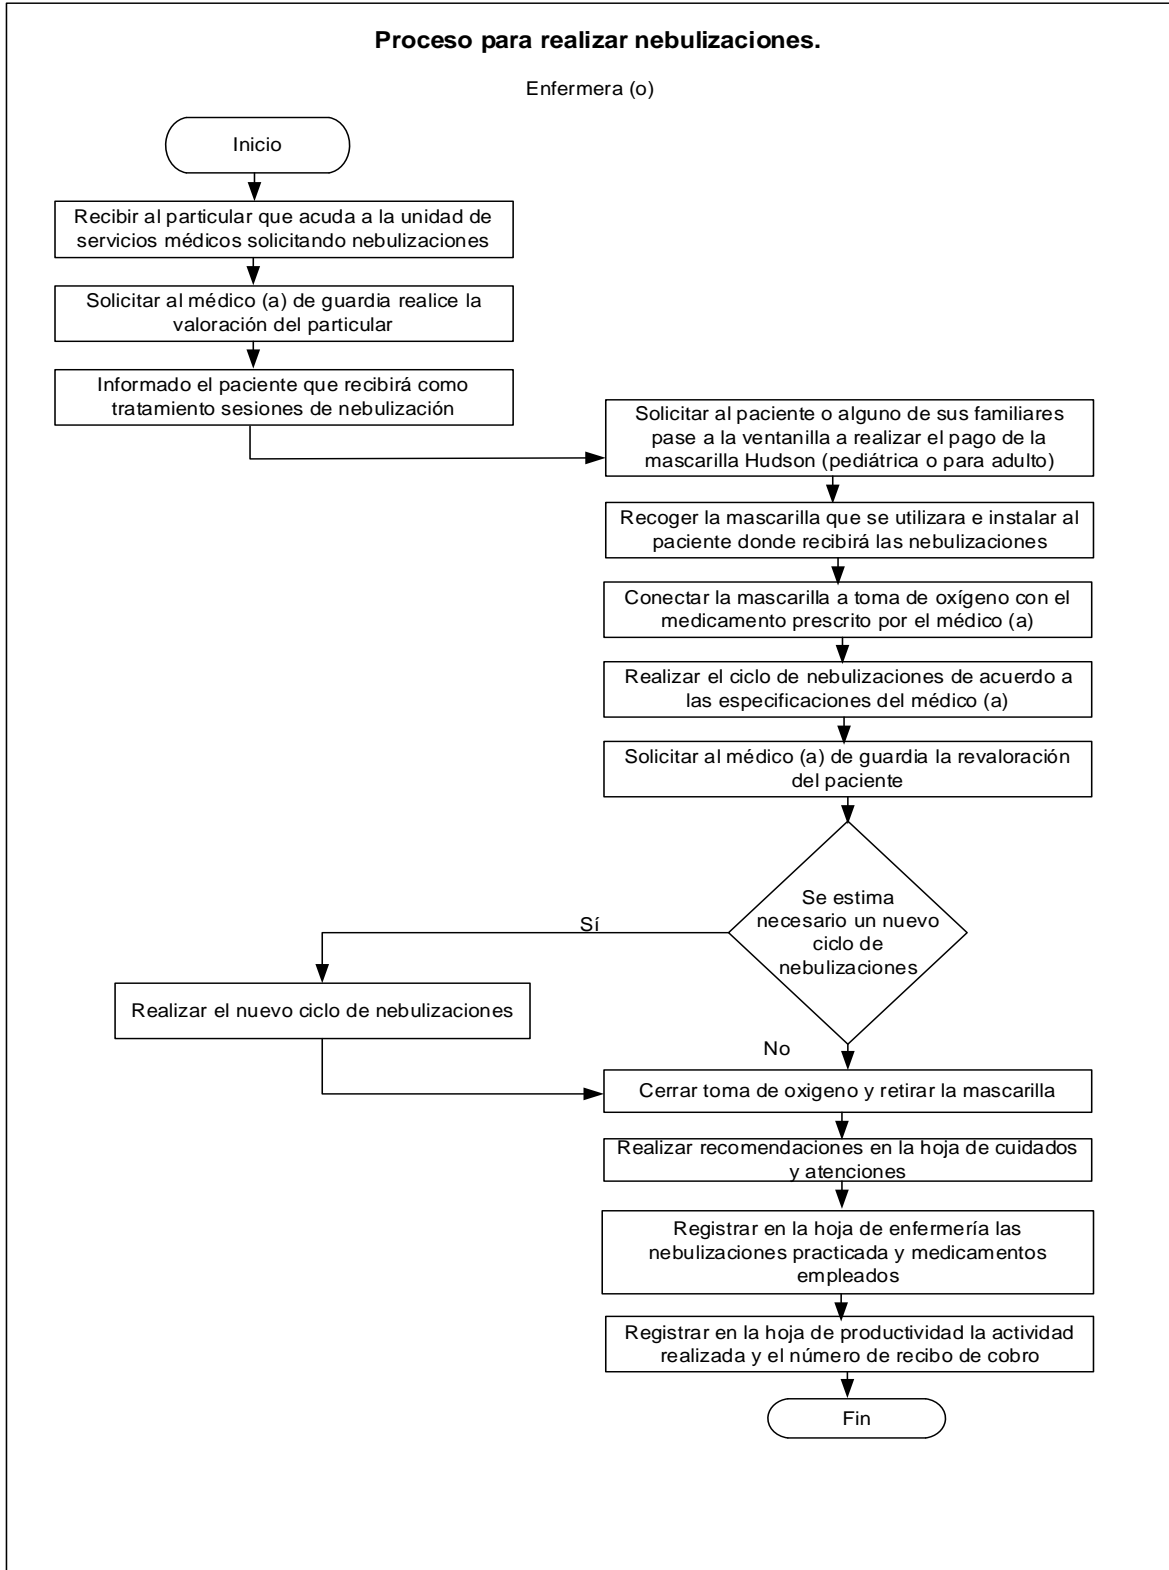 Proceso para realizar nebulizaciones.
Enfermera (o)
Inicio
Recibir al particular que acuda a la unidad de
servicios médicos solicitando nebulizaciones
Solicitar al médico (a) de guardia realice la
valoración del particular
Informado el paciente que recibirá como
tratamiento sesiones de nebulización
Solicitar al paciente o alguno de sus familiares
pase a la ventanilla a realizar el pago de la
mascarilla Hudson (pediátrica o para adulto)
Recoger la mascarilla que se utilizara e instalar al
paciente donde recibirá las nebulizaciones
Conectar la mascarilla a toma de oxígeno con el
medicamento prescrito por el médico (a)
Realizar el ciclo de nebulizaciones de acuerdo a
las especificaciones del médico (a)
Solicitar al médico (a) de guardia la revaloración
del paciente
Se estima
necesario un nuevo
ciclo de
nebulizaciones
Sí
Realizar el nuevo ciclo de nebulizaciones
No
Cerrar toma de oxigeno y retirar la mascarilla
Realizar recomendaciones en la hoja de cuidados
y atenciones
Registrar en la hoja de enfermería las
nebulizaciones practicada y medicamentos
empleados
Registrar en la hoja de productividad la actividad
realizada y el número de recibo de cobro
Fin